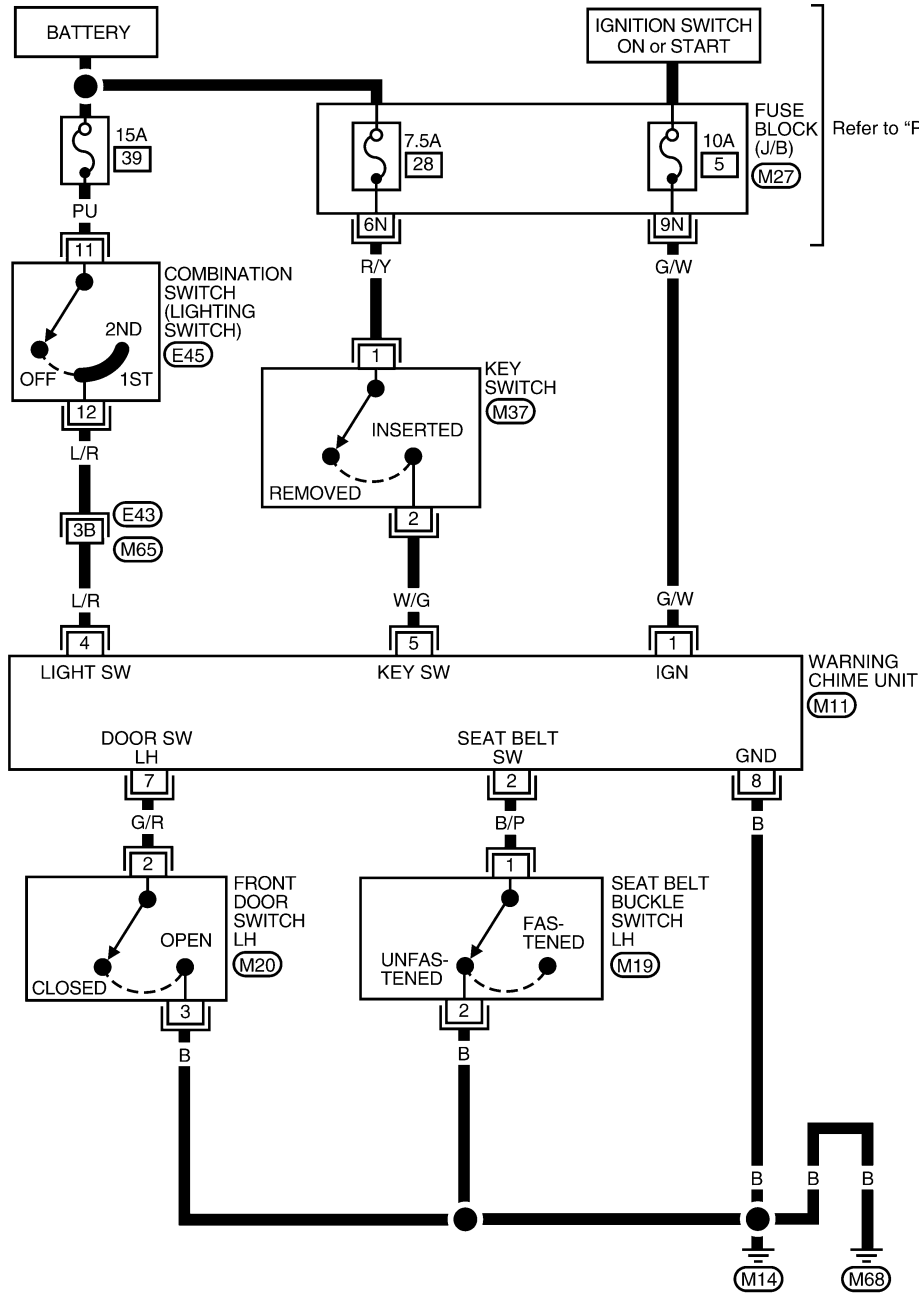 BATTERY
IGNITION SWITCH
ON or START
15A
39
7.5A
28
10A
5
FUSE
BLOCK
(J/B)
M27
Refer to “P
PU
6N
9N
11
R/Y
G/W
COMBINATION
SWITCH
(LIGHTING
SWITCH)
E45
2ND
OFF
1ST
12
1
KEY
SWITCH
M37
INSERTED
REMOVED
2
L/R
3B
E43
M65
L/R
W/G
G/W
4
5
1
LIGHT SW
KEY SW
IGN
WARNING
CHIME UNIT
M11
DOOR SW
LH
SEAT BELT
SW
GND
7
2
8
G/R
B/P
B
2
1
FRONT
DOOR
SWITCH
LH
M20
OPEN
CLOSED
3
SEAT BELT
BUCKLE
SWITCH
LH
M19
FAS-
TENED
UNFAS-
TENED
2
B
B
B
B
B
M14
M68